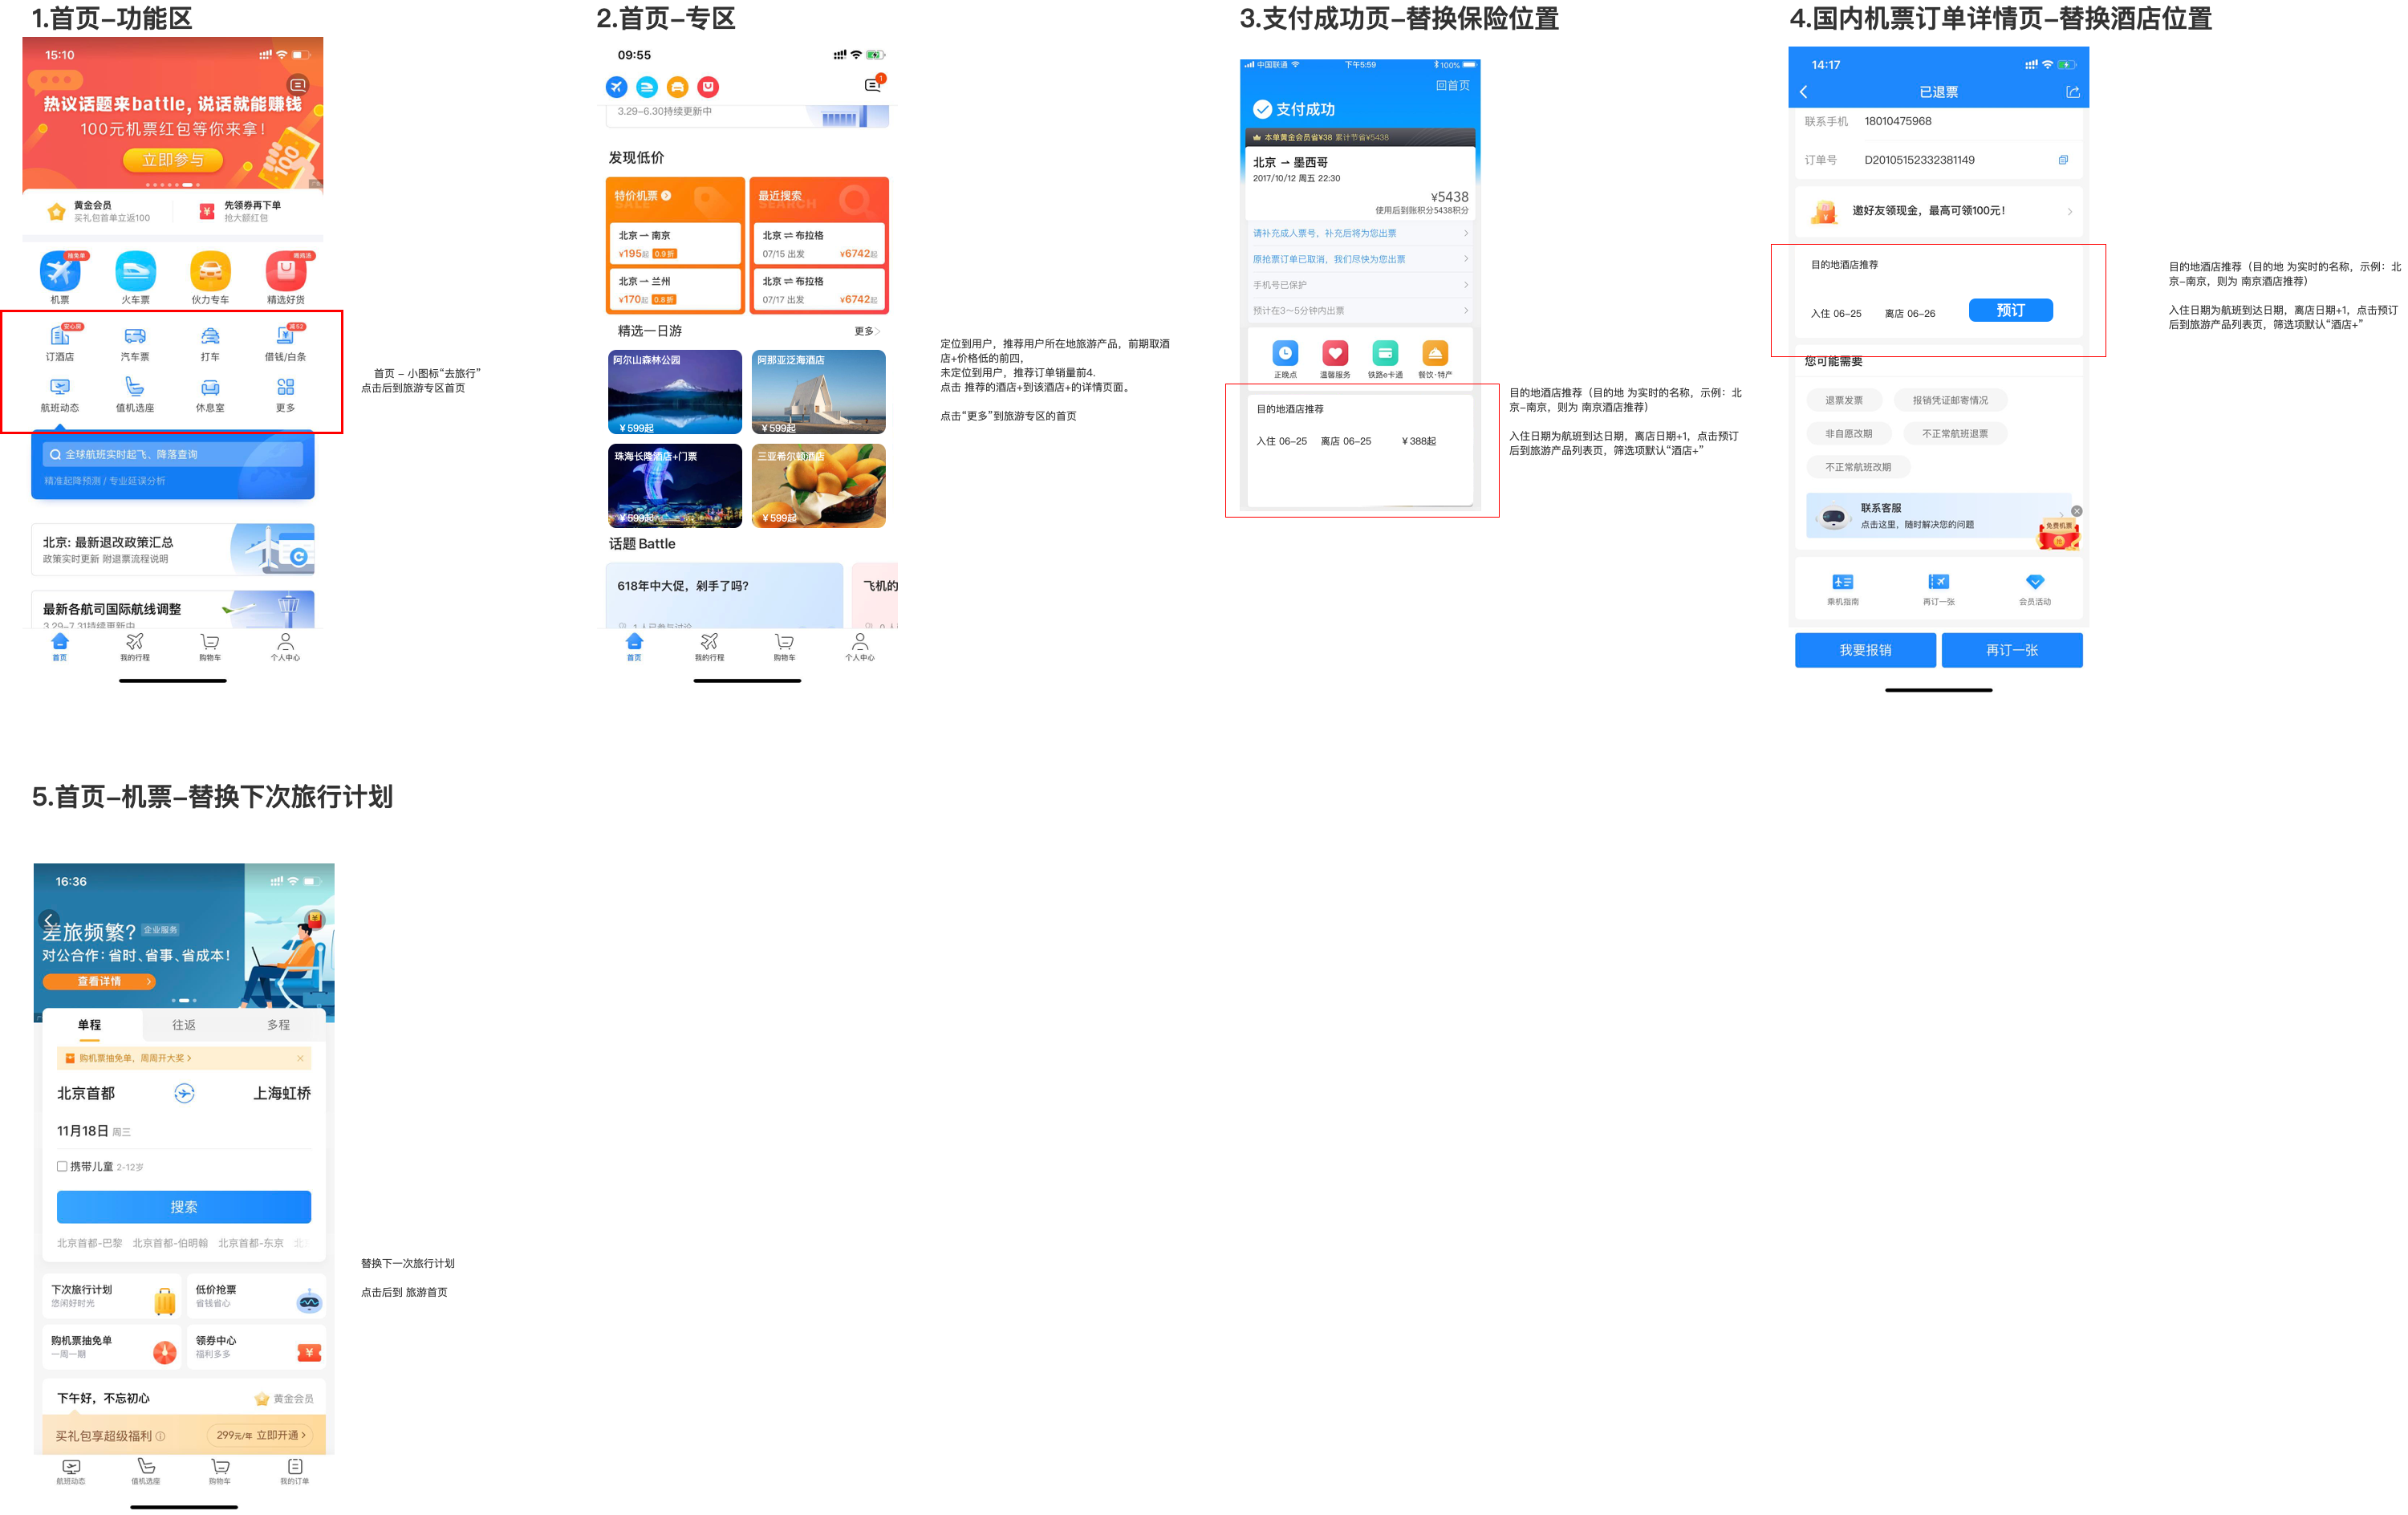 1.首页-功能区
15:10
热议话题来battle，说话就能赚钱
100元机票红包等你来拿！
立即参与
100
黄金会员
买礼包首单立返100
先领券再下单
抢大额红包
抽免单
机票
火车票
伙力专车
精选好货
安心房
减52
订酒店
汽车票
打车
借钱/白条
航班动态
值机选座
休息室
更多
全球航班实时起飞、降落查询
精准起降预测 / 专业延误分析
北京: 最新退改政策汇总
政策实时更新 附退票流程说明
最新各航司国际航线调整
3.29-7.31持续更新中
首页
我的行程
购物车
个人中心
首页 - 小图标“去旅行”
点击后到旅游专区首页
2.首页-专区
09:55
1
3.29-6.30持续更新中
发现低价
特价机票
SALE
北京 — 南京
¥195起 0.9折
北京 — 兰州
¥170起 0.8折
最近搜索
SEARCH
北京 ⇌ 布拉格
07/15 出发 ¥6742起
北京 ⇌ 布拉格
07/17 出发 ¥6742起
精选一日游
更多
阿尔山森林公园
¥599起
阿那亚泛海酒店
¥599起
珠海长隆酒店+门票
¥599起
三亚希尔顿酒店
¥599起
话题 Battle
618年中大促，剁手了吗?
飞机的
1 人已参与讨论
0 人
首页
我的行程
购物车
个人中心
定位到用户，推荐用户所在地旅游产品，前期取酒
店+价格低的前四，
未定位到用户，推荐订单销量前4.
点击 推荐的酒店+到该酒店+的详情页面。
点击“更多”到旅游专区的首页
3.支付成功页-替换保险位置
中国联通
下午5:59
100%
回首页
支付成功
本单黄金会员省¥38 累计节省¥5438
北京 ⇀ 墨西哥
2017/10/12 周五 22:30
¥5438
使用后到账积分5438积分
请补充成人票号，补充后将为您出票
原抢票订单已取消，我们尽快为您出票
手机号已保护
预计在3～5分钟内出票
正晚点
温馨服务
铁路e卡通
餐饮·特产
目的地酒店推荐
入住 06-25 离店 06-25 ¥388起
目的地酒店推荐（目的地 为实时的名称，示例：北
京-南京，则为 南京酒店推荐）
入住日期为航班到达日期，离店日期+1，点击预订
后到旅游产品列表页，筛选项默认“酒店+”
4.国内机票订单详情页-替换酒店位置
14:17
已退票
联系手机 18010475968
订单号 D20105152332381149
邀好友领现金，最高可领100元！
目的地酒店推荐
入住 06-25 离店 06-26 预订
您可能需要
退票发票
报销凭证邮寄情况
非自愿改期
不正常航班退票
不正常航班改期
联系客服
点击这里，随时解决您的问题
免费机票
乘机指南
再订一张
会员活动
我要报销
再订一张
目的地酒店推荐（目的地 为实时的名称，示例：北
京-南京，则为 南京酒店推荐）
入住日期为航班到达日期，离店日期+1，点击预订
后到旅游产品列表页，筛选项默认“酒店+”
5.首页-机票-替换下次旅行计划
16:36
差旅频繁? 企业服务
对公合作：省时、省事、省成本！
查看详情
单程
往返
多程
购机票抽免单，周周开大奖
北京首都
上海虹桥
11月18日 周三
携带儿童 2-12岁
搜索
北京首都-巴黎 北京首都-伯明翰 北京首都-东京 北
下次旅行计划
悠闲好时光
低价抢票
省钱省心
购机票抽免单
一周一期
领券中心
福利多多
下午好，不忘初心
黄金会员
买礼包享超级福利
299元/年 立即开通
航班动态
值机选座
购物车
我的订单
替换下一次旅行计划
点击后到 旅游首页